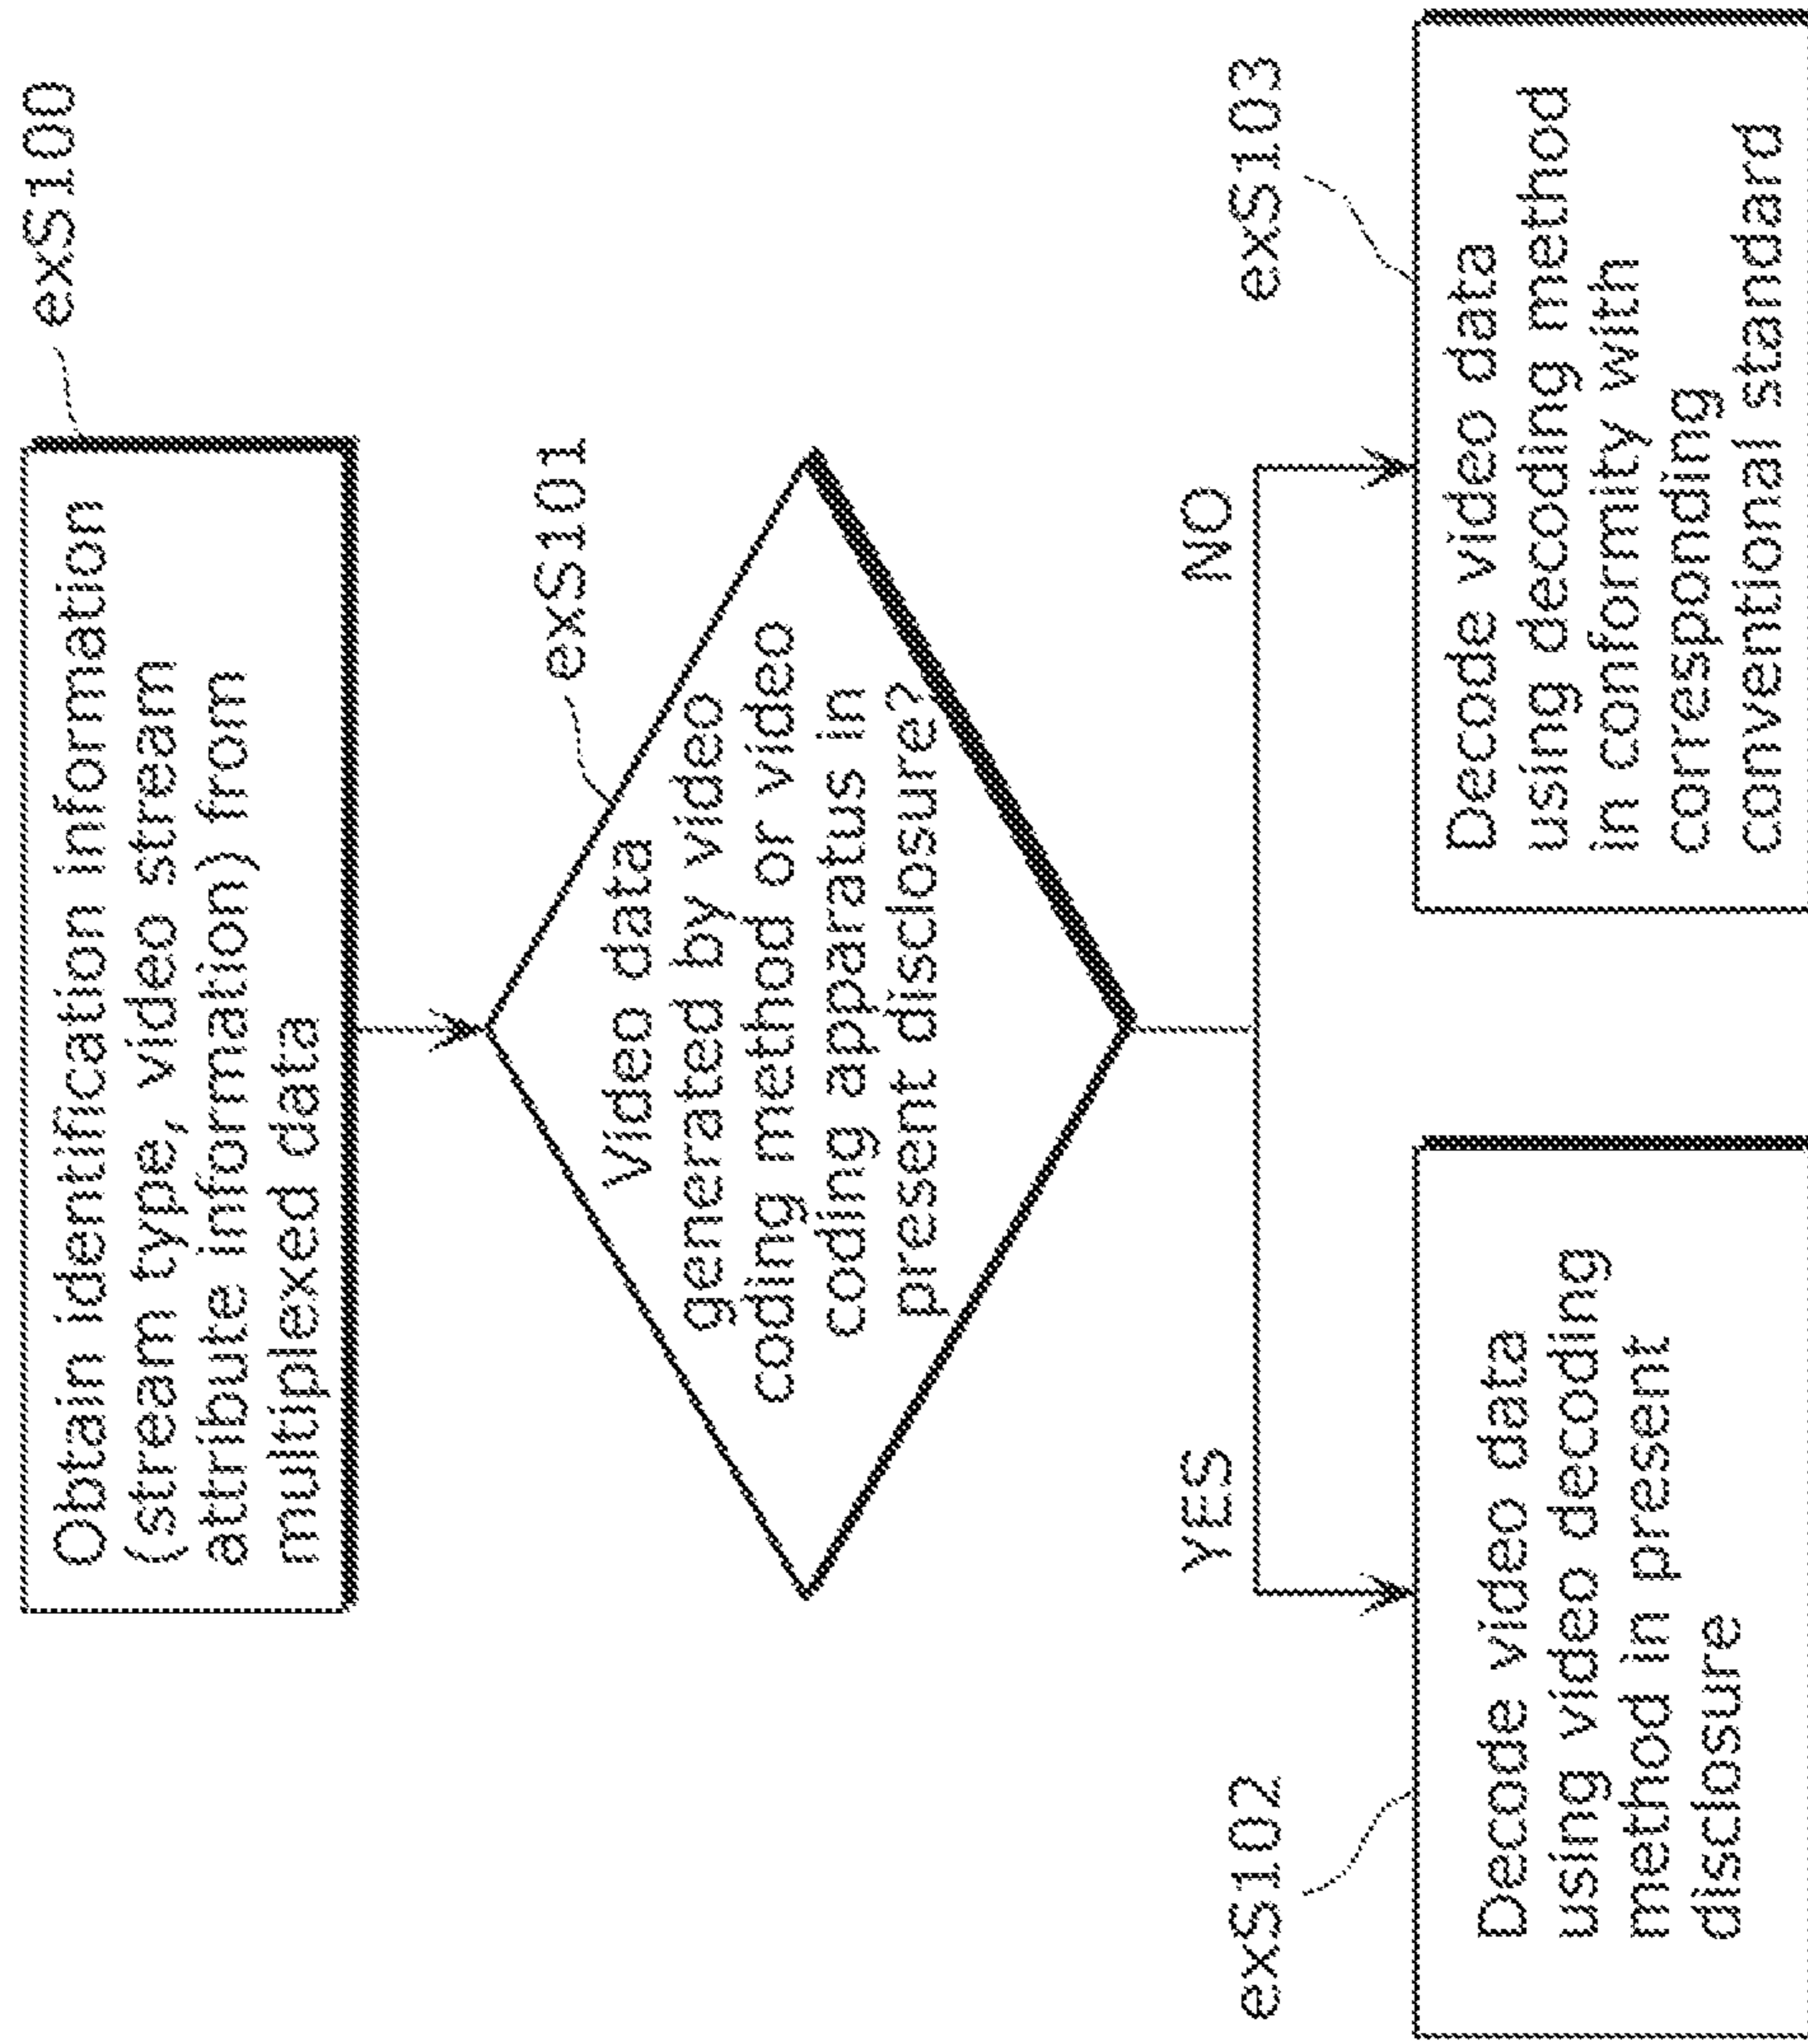 exS100
Obtain identification information
(stream type, video stream
attribute information) from
multiplexed data
exS101
Video data
generated by video
coding method or video
coding apparatus in
present disclosure?
YES
NO
exS102
Decode video data
using video decoding
method in present
disclosure
exS103
Decode video data
using decoding method
in conformity with
corresponding
conventional standard